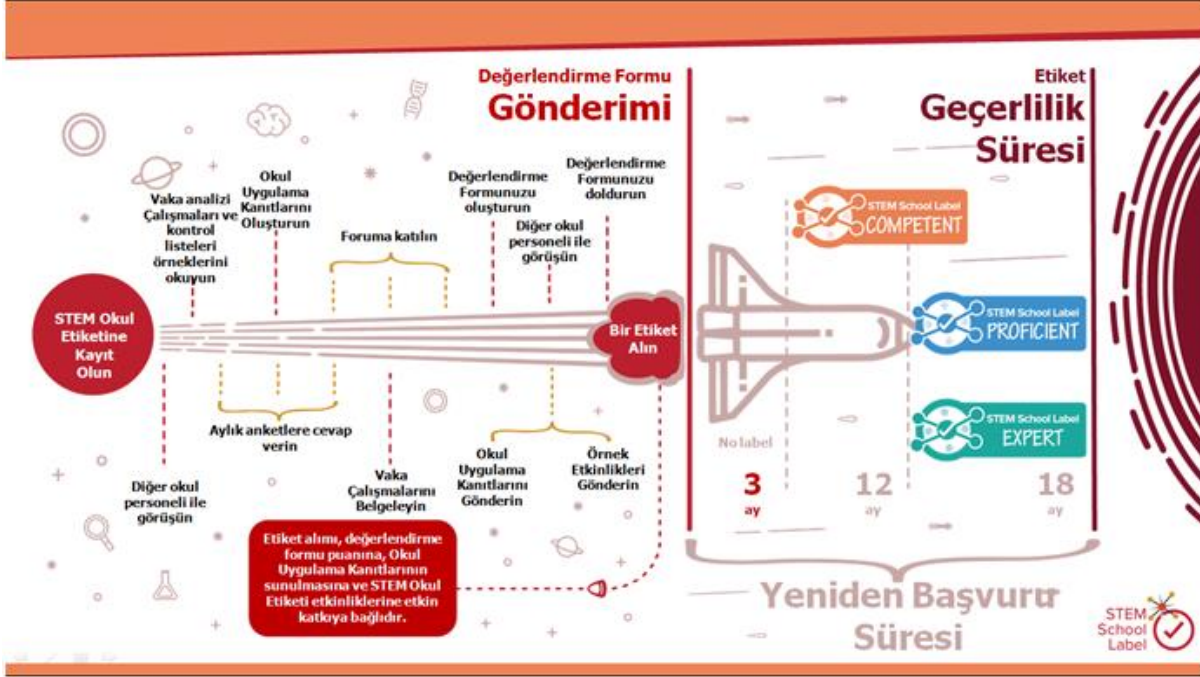 Değerlendirme Formu
Gönderimi
Etiket
Geçerlilik
Süresi
Vaka analizi
Çalışmaları ve
kontrol
listeleri
örneklerini
okuyun
Okul
Uygulama
Kanıtlarını
Oluşturun
Foruma katılın
Değerlendirme
Formunuzu
oluşturun
Diğer okul
personeli ile
görüşün
Değerlendirme
Formunuzu
doldurun
STEM Okul
Etiketine
Kayıt
Olun
Bir Etiket
Alın
Diğer okul
personeli ile
görüşün
Aylık anketlere cevap
verin
Vaka
Çalışmalarını
Belgeleyin
Okul
Uygulama
Kanıtlarını
Gönderin
Örnek
Etkinlikleri
Gönderin
Etiket alımı, değerlendirme
formu puanına, Okul
Uygulama Kanıtlarının
sunulmasına ve STEM Okul
Etiketi etkinliklerine etkin
katkıya bağlıdır.
STEM School Label
COMPETENT
STEM School Label
PROFICIENT
STEM School Label
EXPERT
No label
3
ay
12
ay
18
ay
Yeniden Başvuru
Süresi
STEM
School
Label